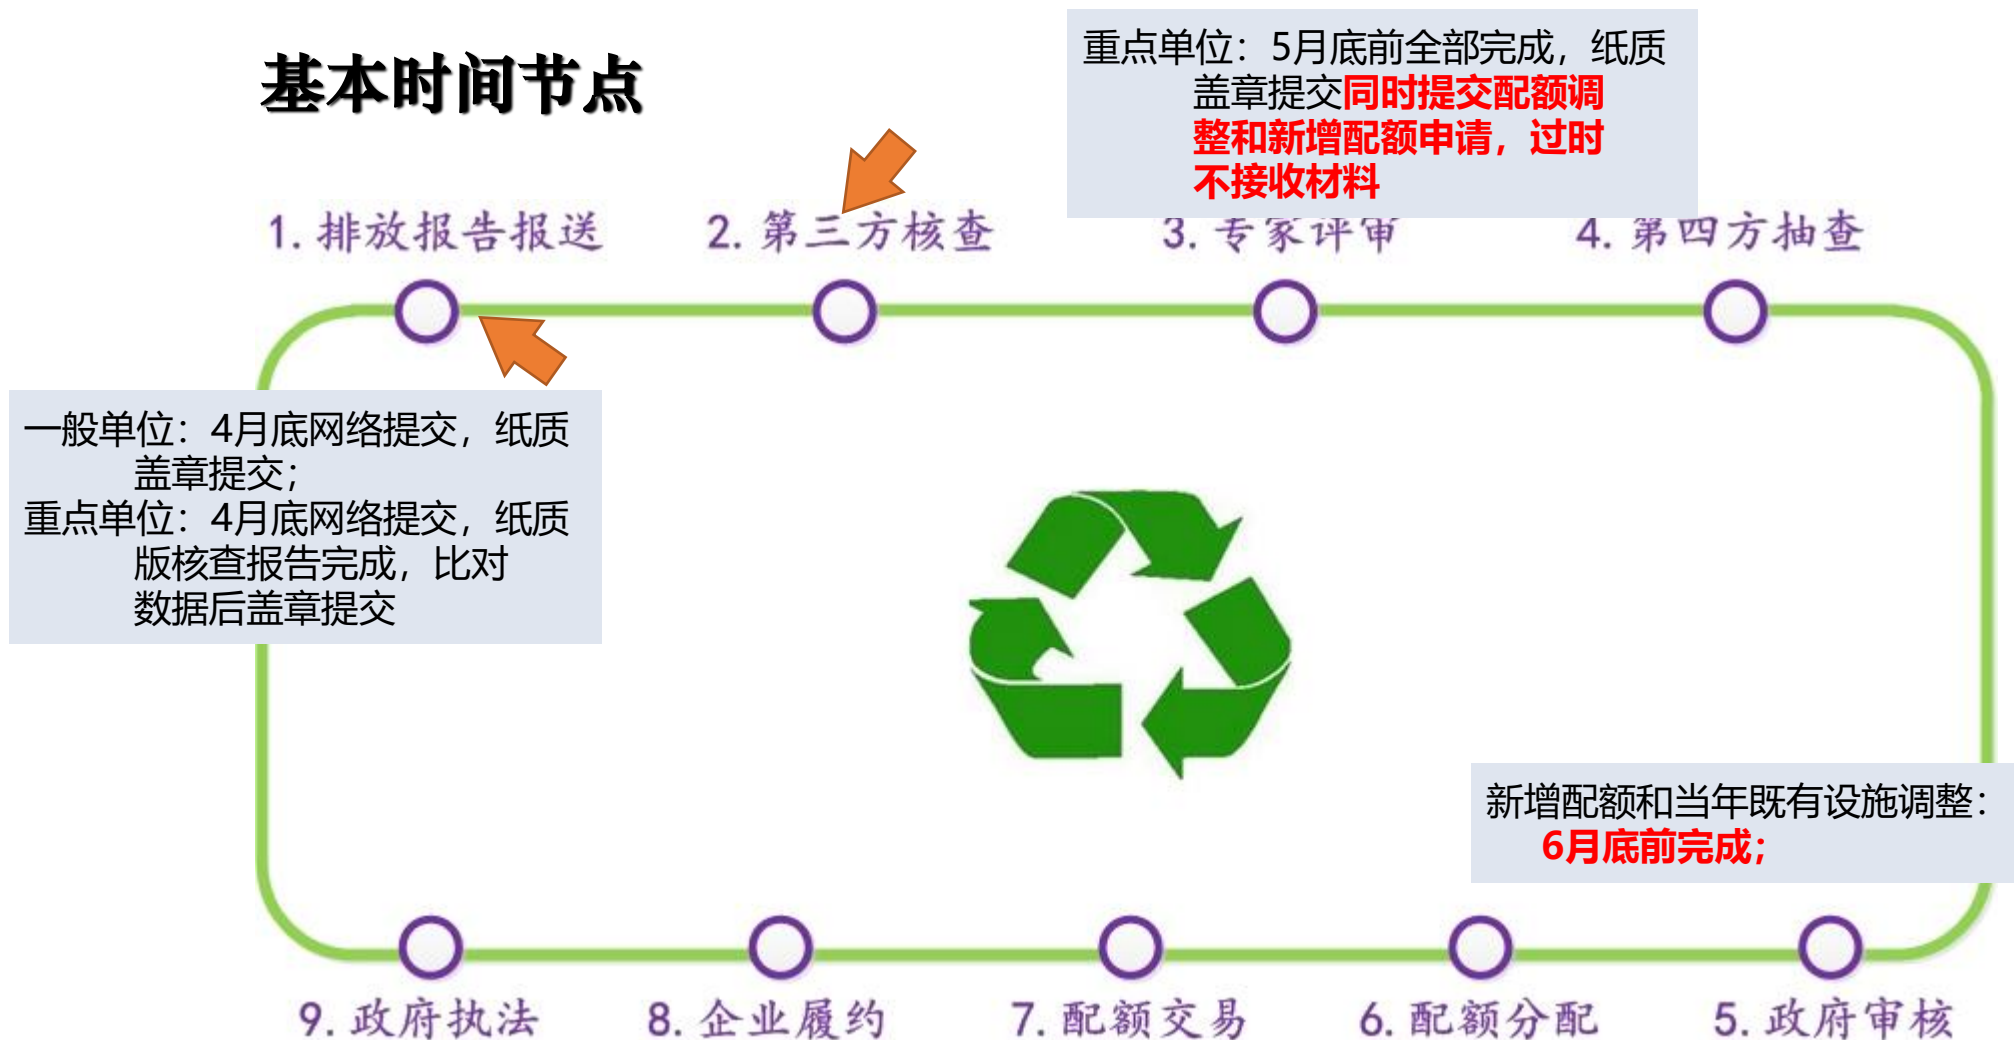 基本时间节点
重点单位：5月底前全部完成，纸质
盖章提交同时提交配额调
整和新增配额申请，过时
不接收材料
1. 排放报告报送
2. 第三方核查
3. 专家评审
4. 第四方抽查
一般单位：4月底网络提交，纸质
盖章提交；
重点单位：4月底网络提交，纸质
版核查报告完成，比对
数据后盖章提交
新增配额和当年既有设施调整：
6月底前完成；
9. 政府执法
8. 企业履约
7. 配额交易
6. 配额分配
5. 政府审核